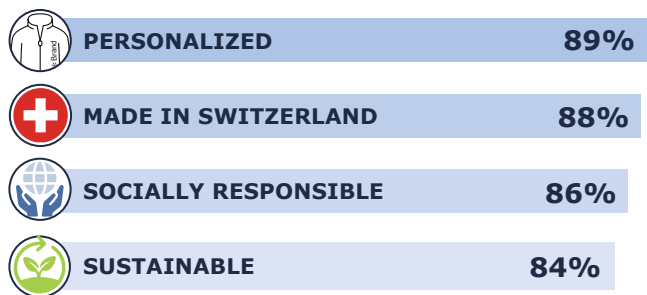 PERSONALIZED 89%
MADE IN SWITZERLAND 88%
SOCIALLY RESPONSIBLE 86%
SUSTAINABLE 84%